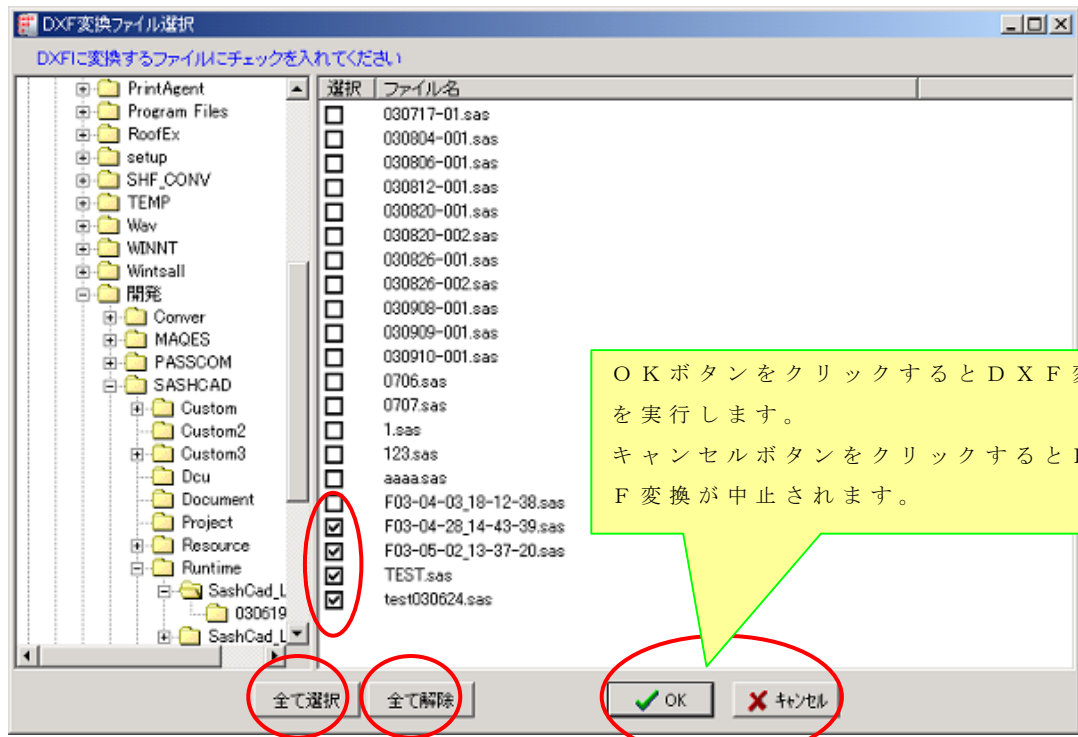 DXF変換ファイル選択
DXFに変換するファイルにチェックを入れてください
PrintAgent
Program Files
RoofEx
setup
SHF_CONV
TEMP
Wav
WINNT
Wintsall
開発
Conver
MAQES
PASSCOM
SASHCAD
Custom
Custom2
Custom3
Dcu
Document
Project
Resource
Runtime
SashCad_L
030619
SashCad_L
選択 ファイル名
030717-01.sas
030804-001.sas
030806-001.sas
030812-001.sas
030820-001.sas
030820-002.sas
030826-001.sas
030826-002.sas
030908-001.sas
030909-001.sas
030910-001.sas
0706.sas
0707.sas
1.sas
123.sas
aaaa.sas
F03-04-03_18-12-38.sas
F03-04-28_14-43-39.sas
F03-05-02_13-37-20.sas
TEST.sas
test030624.sas
OKボタンをクリックするとDXF変
を実行します。
キャンセルボタンをクリックすると
F変換が中止されます。
全て選択 全て解除 OK キャンセル